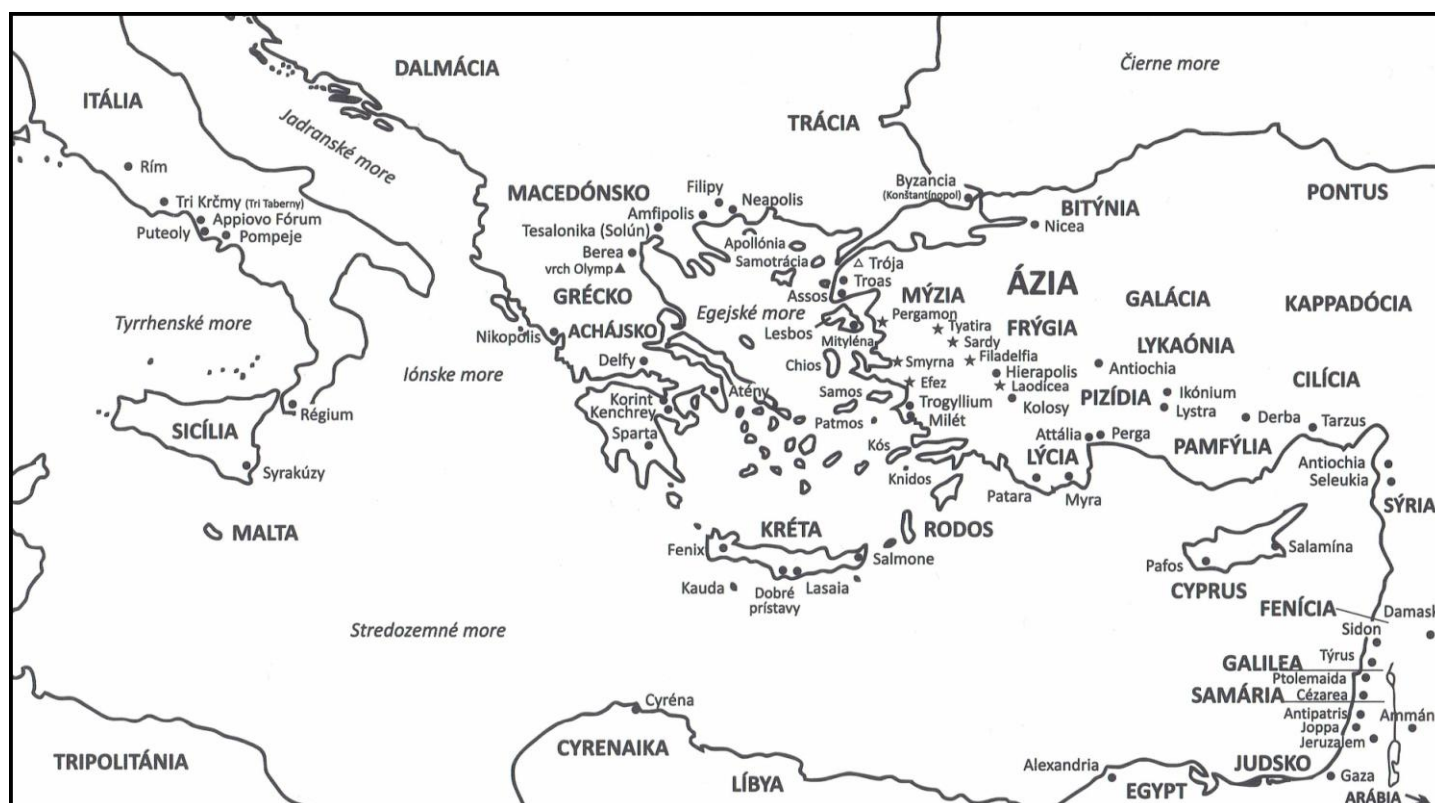 DALMÁCIA
Čierne more
ITÁLIA
Jadranské more
TRÁCIA
Rím
MACEDÓNSKO
Filipy
Neapolis
Amfipolis
Byzancia
(Konštantínopol)
BITÝNIA
PONTUS
Nicea
Tri Krčmy (Tri Taberny)
Appiovo Fórum
Puteoly
Pompeje
Tesalonika (Solún)
Berea
vrch Olymp
Apollónia
Samotrácia
Trója
Troas
Assos
GRÉCKO
Egejské more
MÝZIA
ÁZIA
GALÁCIA
KAPPADÓCIA
Tyrrhenské more
Nikopolis
ACHÁJSKO
Lesbos
Mityléna
Pergamon
Tyatira
Sardy
FRÝGIA
LYKAÓNIA
Delfy
Chios
Smyrna
Filadelfia
Hierapolis
Antiochia
Iónske more
Laodícea
CILÍCIA
Korint
Kenchrey
Atény
Samos
Efez
Trogyllium
Kolosy
PIZÍDIA
Ikónium
Lystra
Régium
SICÍLIA
Sparta
Patmos
Milét
Derba
Tarzus
Attália
Perga
PAMFÝLIA
Syrakúzy
Kós
Knidos
LÝCIA
Patara
Myra
Antiochia
Seleukia
SÝRIA
MALTA
KRÉTA
RODOS
Fenix
Salmone
Salamína
Pafos
CYPRUS
Kauda
Dobré
prístavy
Lasaia
FENÍCIA
Damask
Stredozemné more
Sidon
Týrus
GALILEA
Ptolemaida
SAMÁRIA
Cézarea
Cyréna
Antipatris
Ammán
Joppa
Jeruzalem
TRIPOLITÁNIA
CYRENAIKA
LÍBYA
Alexandria
EGYPT
JUDSKO
Gaza
ARÁBIA